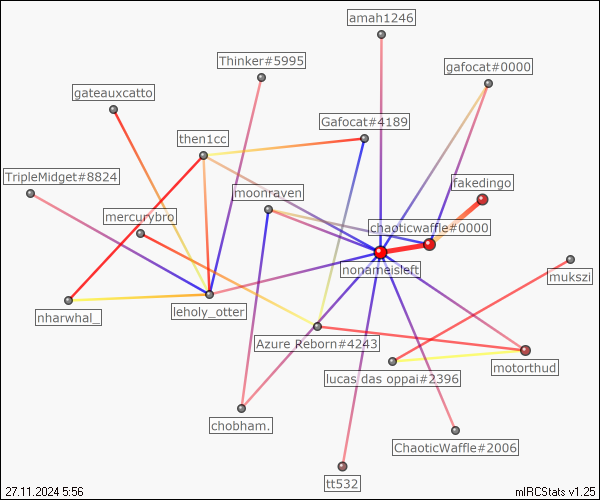 amah1246
Thinker#5995
gafocat#0000
gateauxcatto
Gafocat#4189
then1cc
TripleMidget#8824
fakedingo
moonraven
mercurybro
chaoticwaffle#0000
nonameisleft
mukszi
nharwhal_
leholy_otter
Azure Reborn#4243
motorthud
lucas das oppai#2396
chobham.
ChaoticWaffle#2006
tt532
27.11.2024 5:56
mIRCStats v1.25